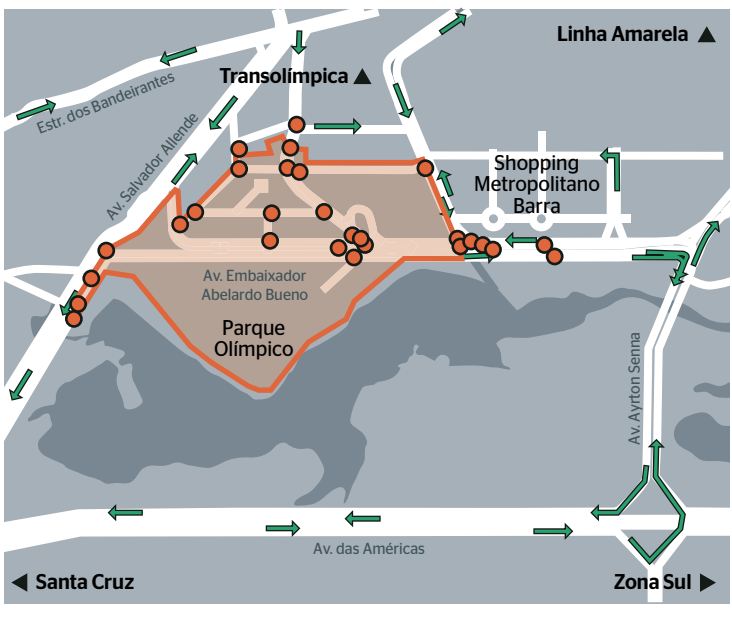 Linha Amarela
Transolímpica
Estr. dos Bandeirantes
Av. Salvador Allende
Shopping
Metropolitano
Barra
Av. Embaixador
Abelardo Bueno
Parque
Olímpico
Av. Ayrton Senna
Av. das Américas
Santa Cruz
Zona Sul